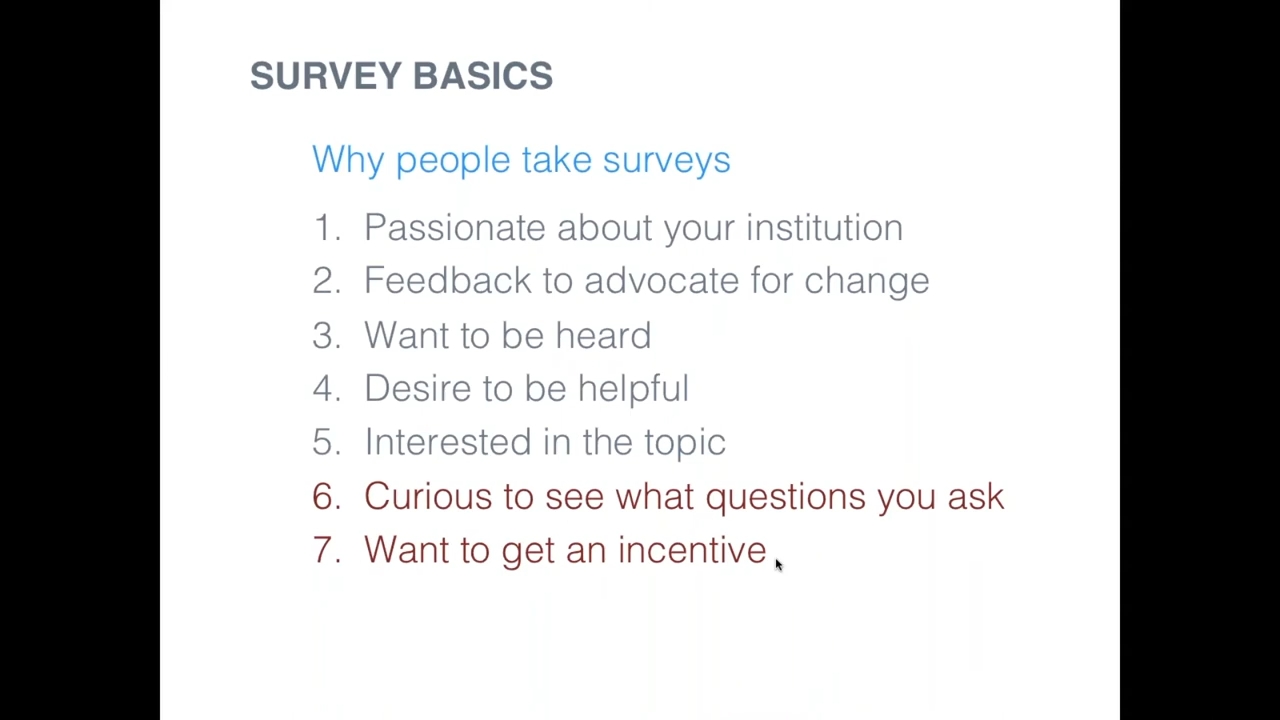 SURVEY BASICS
Why people take surveys
1. Passionate about your institution
2. Feedback to advocate for change
3. Want to be heard
4. Desire to be helpful
5. Interested in the topic
6. Curious to see what questions you ask
7. Want to get an incentive